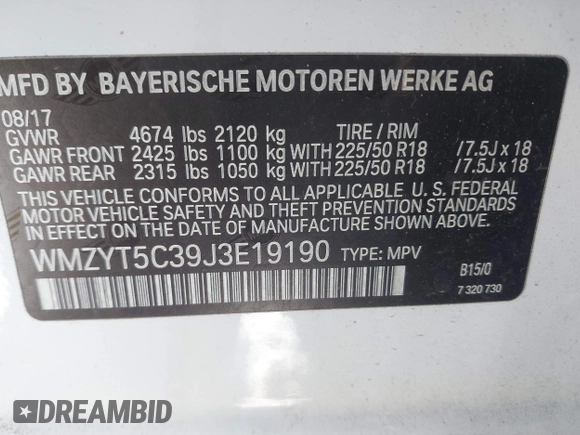 MFD BY BAYERISCHE MOTOREN WERKE AG
08/17
GVWR 4674 lbs 2120 kg TIRE / RIM
GAWR FRONT 2425 lbs 1100 kg WITH 225/50 R18 /7.5J x 18
GAWR REAR 2315 lbs 1050 kg WITH 225/50 R18 /7.5J x 18
THIS VEHICLE CONFORMS TO ALL APPLICABLE U.S. FEDERAL
MOTOR VEHICLE SAFETY AND THEFT PREVENTION STANDARDS
IN EFFECT ON THE DATE OF MANUFACTURE SHOWN ABOVE.
WMZYT5C39J3E19190 TYPE: MPV
B15/0
7 320 730
DREAMBID